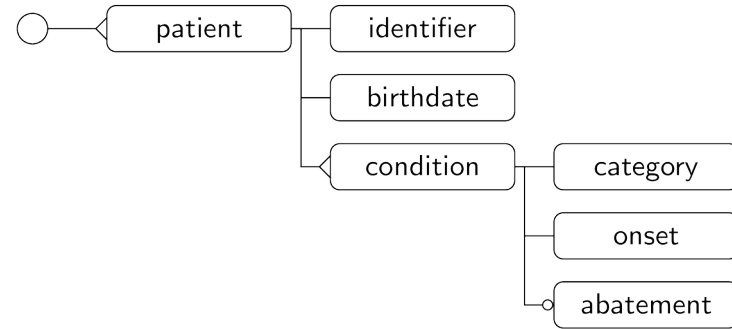 patient
identifier
birthdate
condition
category
onset
abatement